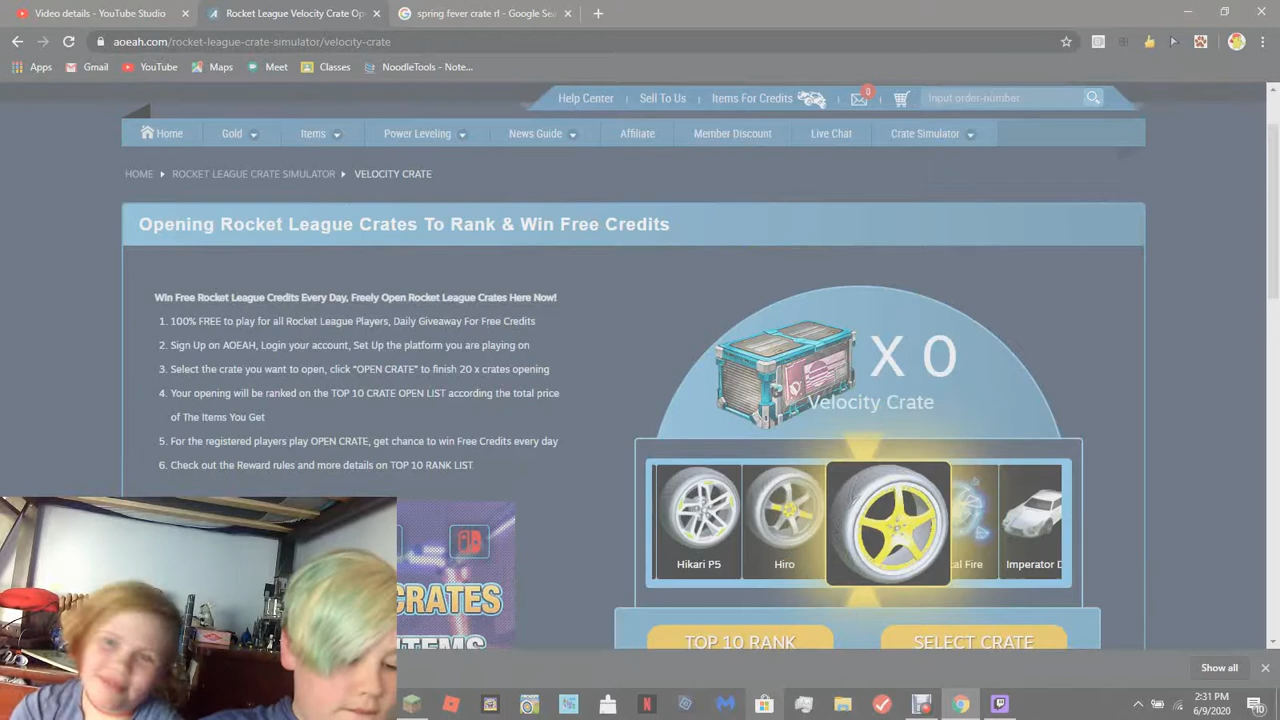 Video details - YouTube Studio
Rocket League Velocity Crate Op
spring fever crate rl - Google Sea
aoeah.com/rocket-league-crate-simulator/velocity-crate
Apps
Gmail
YouTube
Maps
Meet
Classes
NoodleTools - Note...
Help Center
Sell To Us
Items For Credits
0
Input order-number
Home
Gold
Items
Power Leveling
News Guide
Affiliate
Member Discount
Live Chat
Crate Simulator
HOME
ROCKET LEAGUE CRATE SIMULATOR
VELOCITY CRATE
Opening Rocket League Crates To Rank & Win Free Credits
Win Free Rocket League Credits Every Day, Freely Open Rocket League Crates Here Now!
1. 100% FREE to play for all Rocket League Players, Daily Giveaway For Free Credits
2. Sign Up on AOEAH, Login your account, Set Up the platform you are playing on
3. Select the crate you want to open, click "OPEN CRATE" to finish 20 x crates opening
4. Your opening will be ranked on the TOP 10 CRATE OPEN LIST according the total price
of The Items You Get
5. For the registered players play OPEN CRATE, get chance to win Free Credits every day
6. Check out the Reward rules and more details on TOP 10 RANK LIST.
X 0
Velocity Crate
Hikari P5
Hiro
al Fire
Imperator D
CRATES
ITEMS
TOP 10 RANK
SELECT CRATE
Show all
2:31 PM
6/9/2020
10